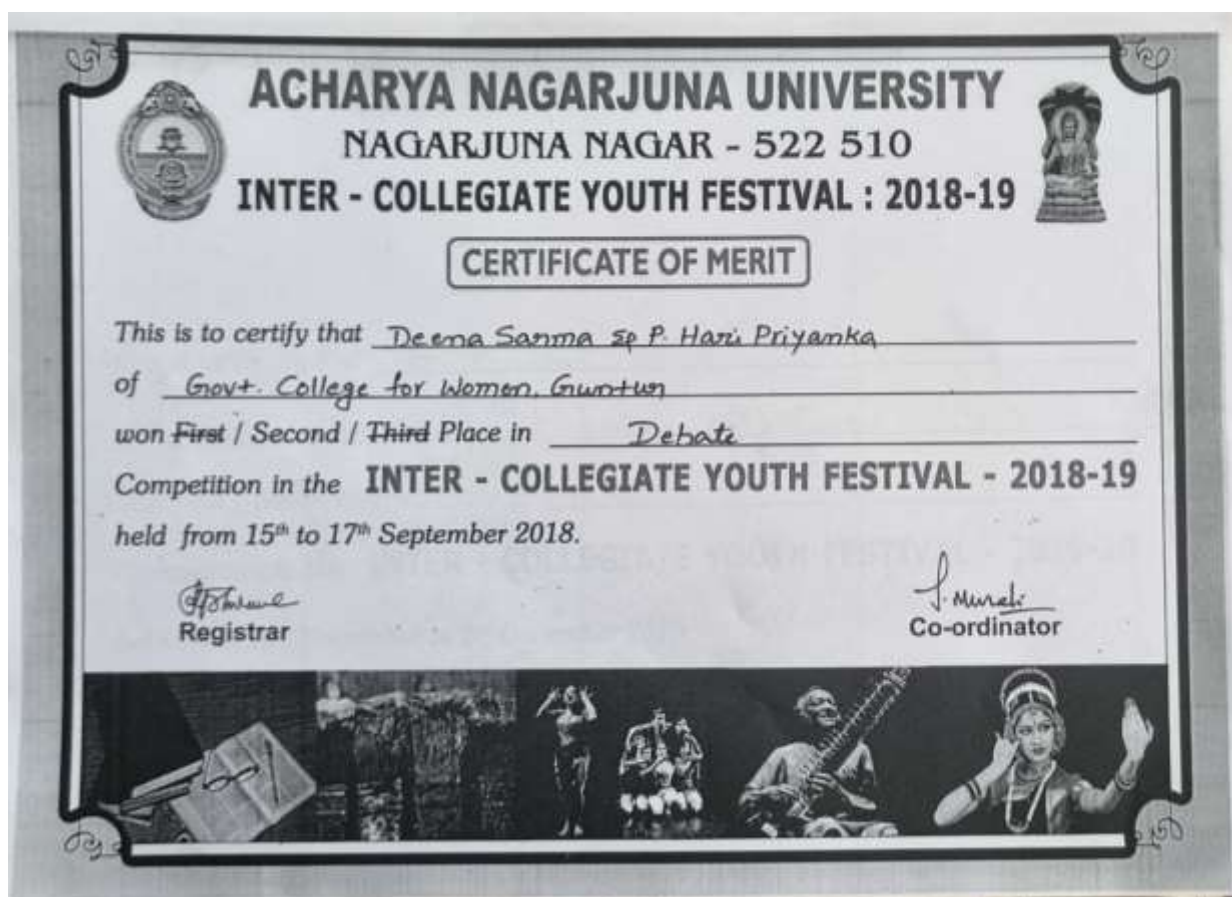 ACHARYA NAGARJUNA UNIVERSITY
NAGARJUNA NAGAR - 522 510
INTER - COLLEGIATE YOUTH FESTIVAL : 2018-19
CERTIFICATE OF MERIT
This is to certify that Deena Sanma & P. Hari Priyanka
of Govt. College for Women, Guntur
won First / Second / Third Place in Debate
Competition in the INTER - COLLEGIATE YOUTH FESTIVAL - 2018-19
held from 15th to 17th September 2018.
J. Murali
Registrar Co-ordinator